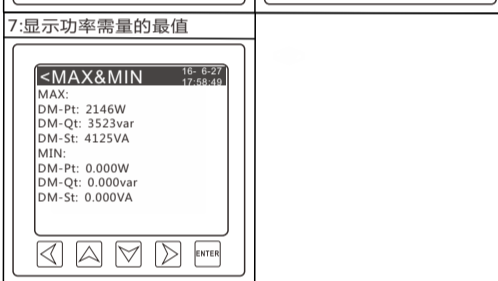 7:显示功率需量的最值
<MAX&MIN
16- 6-27
17:58:49
MAX:
DM-Pt: 2146W
DM-Qt: 3523var
DM-St: 4125VA
MIN:
DM-Pt: 0.000W
DM-Qt: 0.000var
DM-St: 0.000VA
ENTER